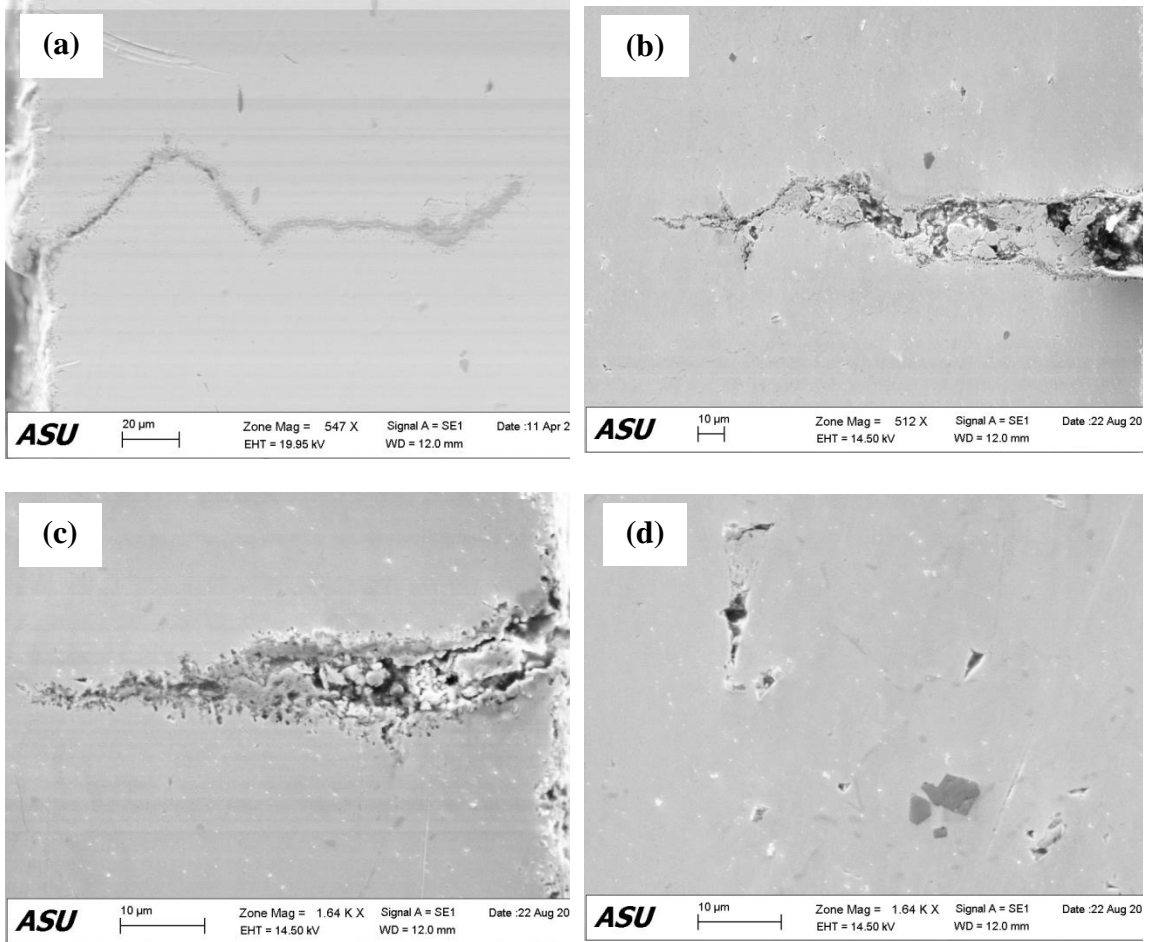 (a)
ASU
20 µm
Zone Mag = 547 X
EHT = 19.95 kV
Signal A = SE1
WD = 12.0 mm
Date :11 Apr 2
(b)
ASU
10 µm
Zone Mag = 512 X
EHT = 14.50 kV
Signal A = SE1
WD = 12.0 mm
Date :22 Aug 20
(c)
ASU
10 µm
Zone Mag = 1.64 K X
EHT = 14.50 kV
Signal A = SE1
WD = 12.0 mm
Date :22 Aug 20
(d)
ASU
10 µm
Zone Mag = 1.64 K X
EHT = 14.50 kV
Signal A = SE1
WD = 12.0 mm
Date :22 Aug 20